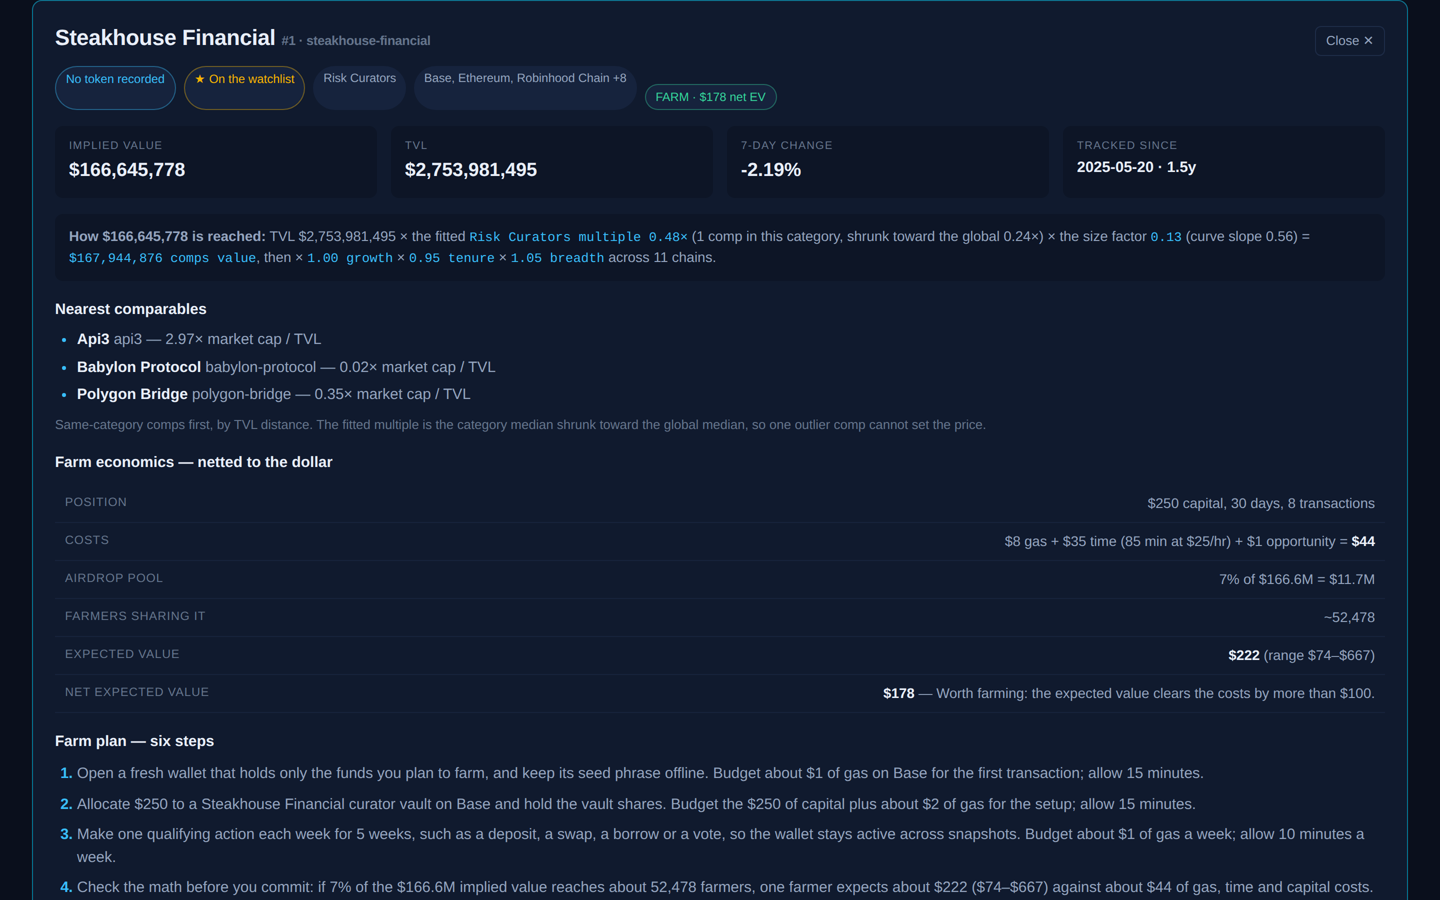 Steakhouse Financial #1 · steakhouse-financial
Close ✕
No token recorded
★ On the watchlist
Risk Curators
Base, Ethereum, Robinhood Chain +8
FARM · $178 net EV
IMPLIED VALUE
$166,645,778
TVL
$2,753,981,495
7-DAY CHANGE
-2.19%
TRACKED SINCE
2025-05-20 · 1.5y
How $166,645,778 is reached: TVL $2,753,981,495 × the fitted Risk Curators multiple 0.48× (1 comp in this category, shrunk toward the global 0.24×) × the size factor 0.13 (curve slope 0.56) =
$167,944,876 comps value, then × 1.00 growth × 0.95 tenure × 1.05 breadth across 11 chains.
Nearest comparables
• Api3 api3 — 2.97× market cap / TVL
• Babylon Protocol babylon-protocol — 0.02× market cap / TVL
• Polygon Bridge polygon-bridge — 0.35× market cap / TVL
Same-category comps first, by TVL distance. The fitted multiple is the category median shrunk toward the global median, so one outlier comp cannot set the price.
Farm economics — netted to the dollar
POSITION
$250 capital, 30 days, 8 transactions
COSTS
$8 gas + $35 time (85 min at $25/hr) + $1 opportunity = $44
AIRDROP POOL
7% of $166.6M = $11.7M
FARMERS SHARING IT
~52,478
EXPECTED VALUE
$222 (range $74–$667)
NET EXPECTED VALUE
$178 — Worth farming: the expected value clears the costs by more than $100.
Farm plan — six steps
1. Open a fresh wallet that holds only the funds you plan to farm, and keep its seed phrase offline. Budget about $1 of gas on Base for the first transaction; allow 15 minutes.
2. Allocate $250 to a Steakhouse Financial curator vault on Base and hold the vault shares. Budget the $250 of capital plus about $2 of gas for the setup; allow 15 minutes.
3. Make one qualifying action each week for 5 weeks, such as a deposit, a swap, a borrow or a vote, so the wallet stays active across snapshots. Budget about $1 of gas a week; allow 10 minutes a
week.
4. Check the math before you commit: if 7% of the $166.6M implied value reaches about 52,478 farmers, one farmer expects about $222 ($74–$667) against about $44 of gas, time and capital costs.